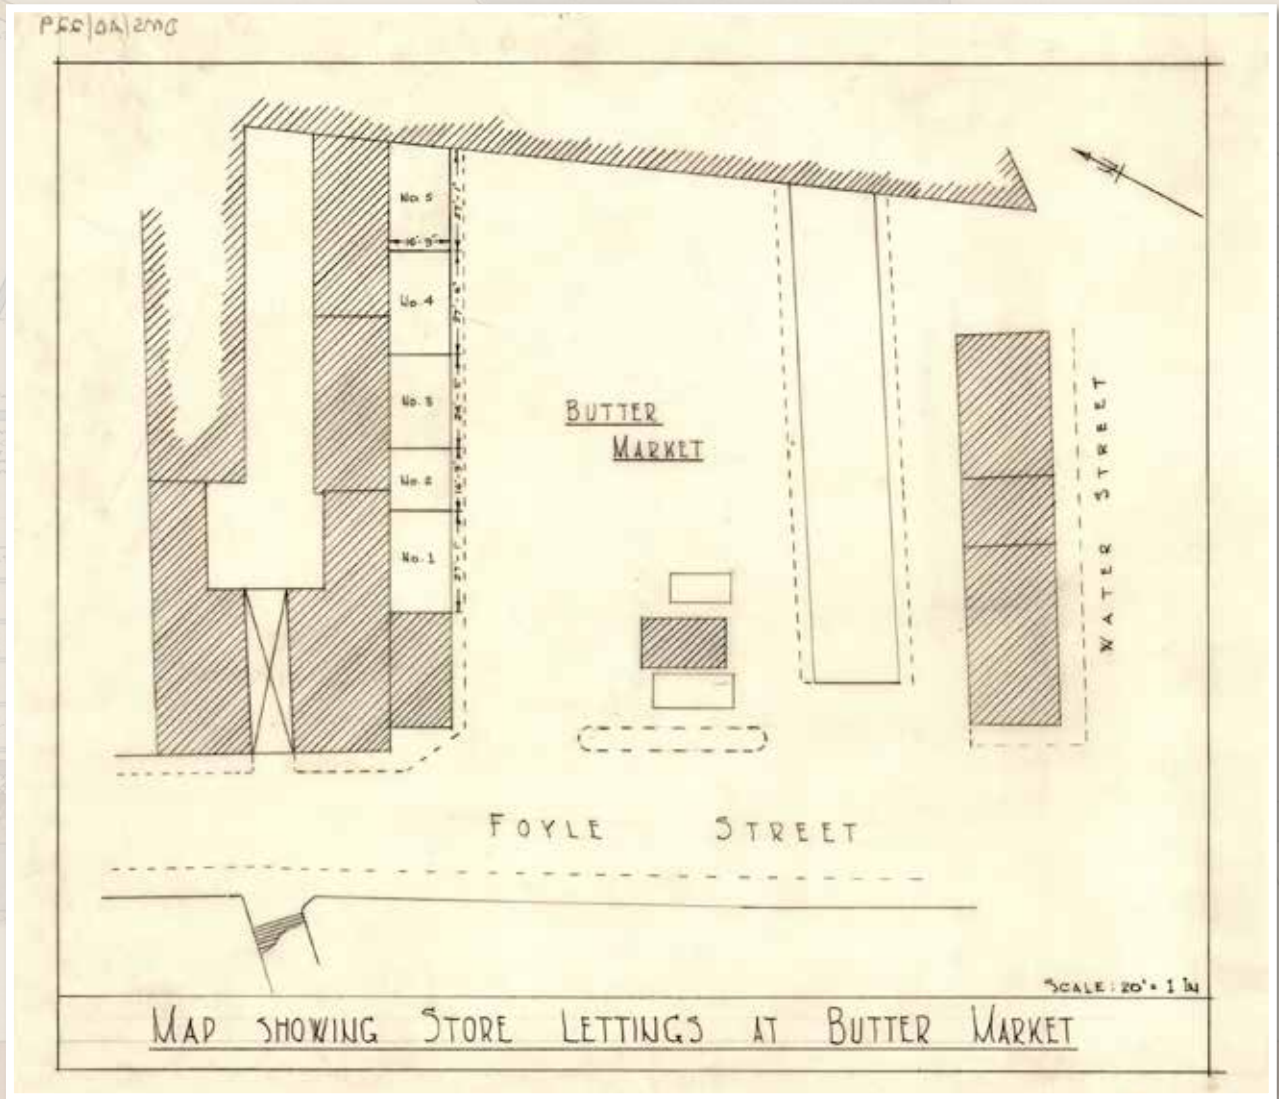 No. 5
No. 4
No. 3
No. 2
No. 1
BUTTER
MARKET
WATER STREET
FOYLE STREET
SCALE: 20' = 1 IN
MAP SHOWING STORE LETTINGS AT BUTTER MARKET